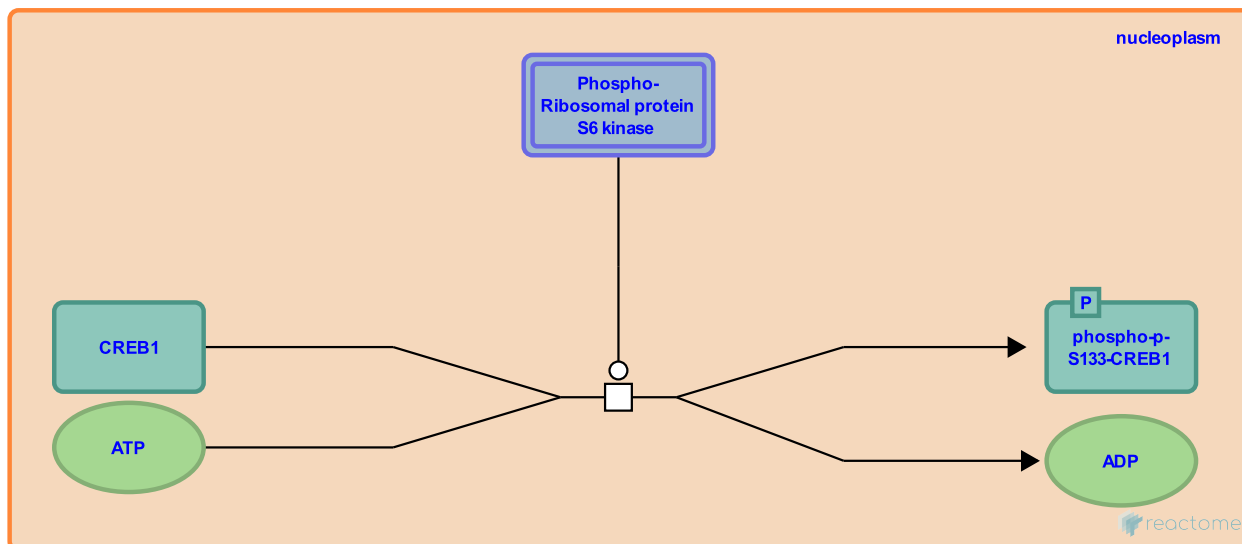 nucleoplasm
Phospho-
Ribosomal protein
S6 kinase
CREB1
P
phospho-p-
S133-CREB1
ATP
ADP
reactome